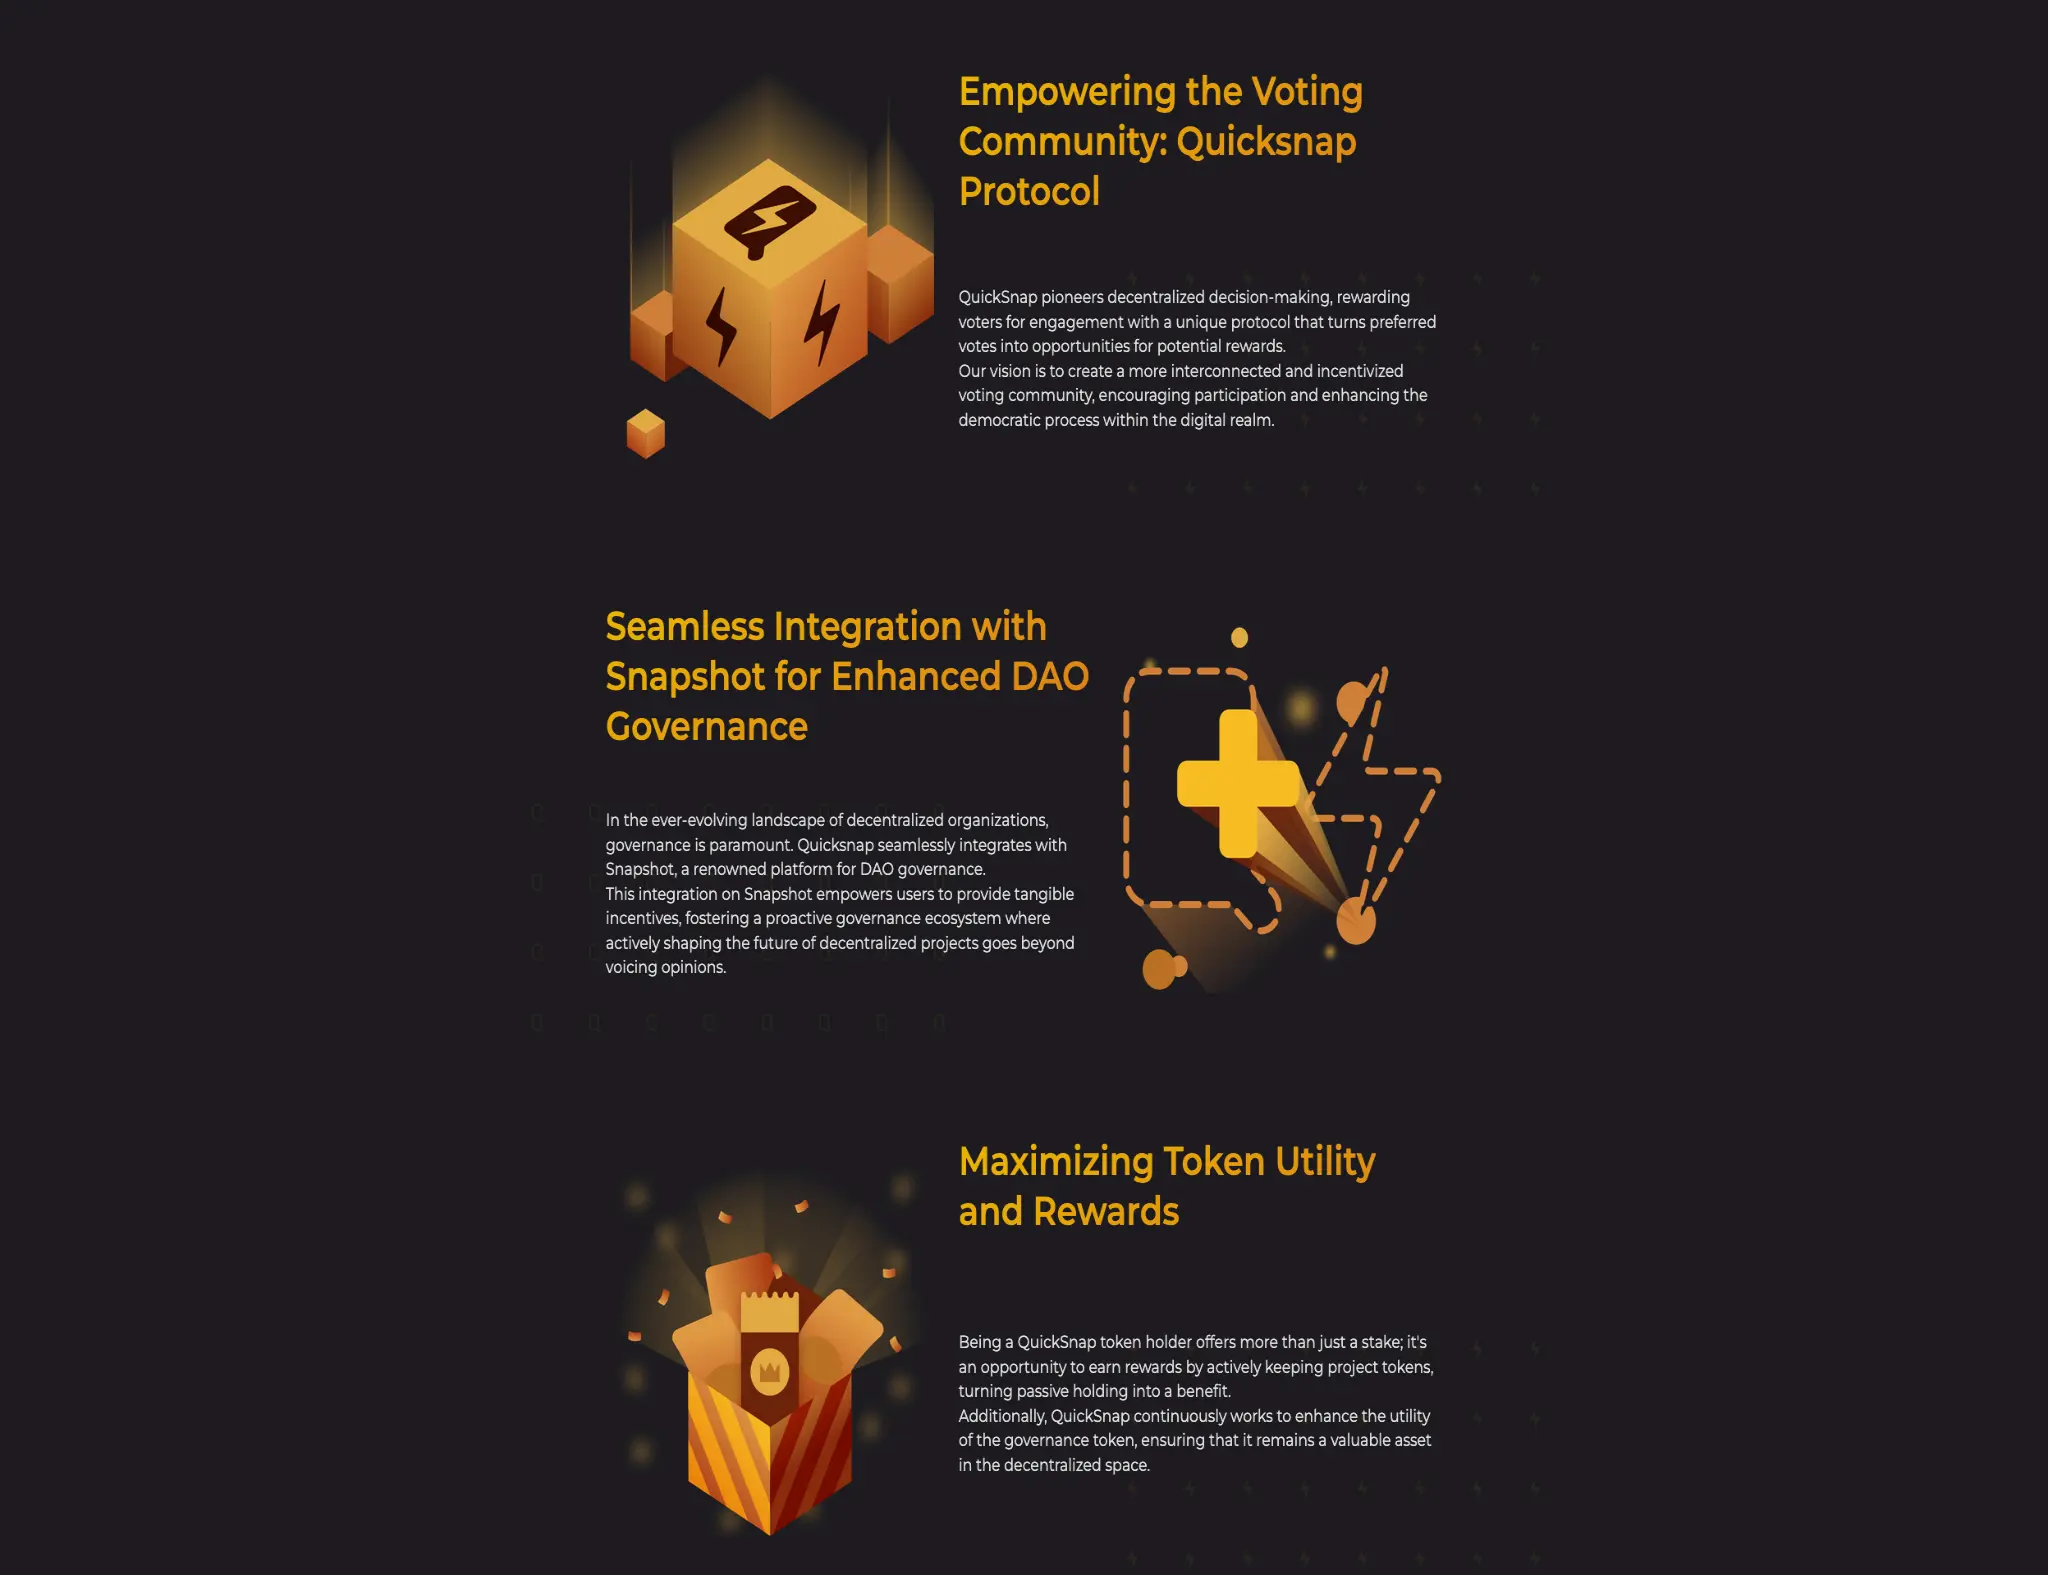 Empowering the Voting
Community: Quicksnap
Protocol
QuickSnap pioneers decentralized decision-making, rewarding
voters for engagement with a unique protocol that turns preferred
votes into opportunities for potential rewards.
Our vision is to create a more interconnected and incentivized
voting community, encouraging participation and enhancing the
democratic process within the digital realm.
Seamless Integration with
Snapshot for Enhanced DAO
Governance
In the ever-evolving landscape of decentralized organizations,
governance is paramount. Quicksnap seamlessly integrates with
Snapshot, a renowned platform for DAO governance.
This integration on Snapshot empowers users to provide tangible
incentives, fostering a proactive governance ecosystem where
actively shaping the future of decentralized projects goes beyond
voicing opinions.
Maximizing Token Utility
and Rewards
Being a QuickSnap token holder offers more than just a stake; it's
an opportunity to earn rewards by actively keeping project tokens,
turning passive holding into a benefit.
Additionally, QuickSnap continuously works to enhance the utility
of the governance token, ensuring that it remains a valuable asset
in the decentralized space.